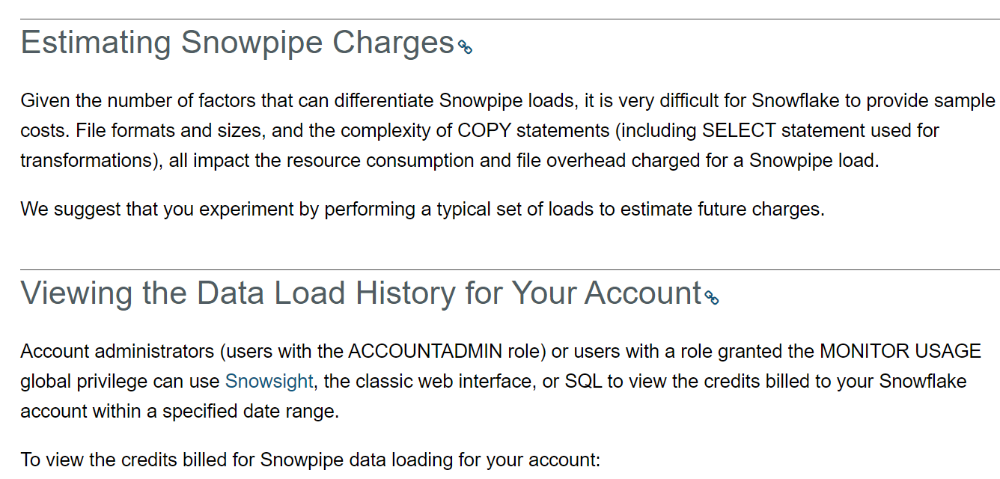 Estimating Snowpipe Charges
Given the number of factors that can differentiate Snowpipe loads, it is very difficult for Snowflake to provide sample
costs. File formats and sizes, and the complexity of COPY statements (including SELECT statement used for
transformations), all impact the resource consumption and file overhead charged for a Snowpipe load.
We suggest that you experiment by performing a typical set of loads to estimate future charges.
Viewing the Data Load History for Your Account
Account administrators (users with the ACCOUNTADMIN role) or users with a role granted the MONITOR USAGE
global privilege can use Snowsight, the classic web interface, or SQL to view the credits billed to your Snowflake
account within a specified date range.
To view the credits billed for Snowpipe data loading for your account: